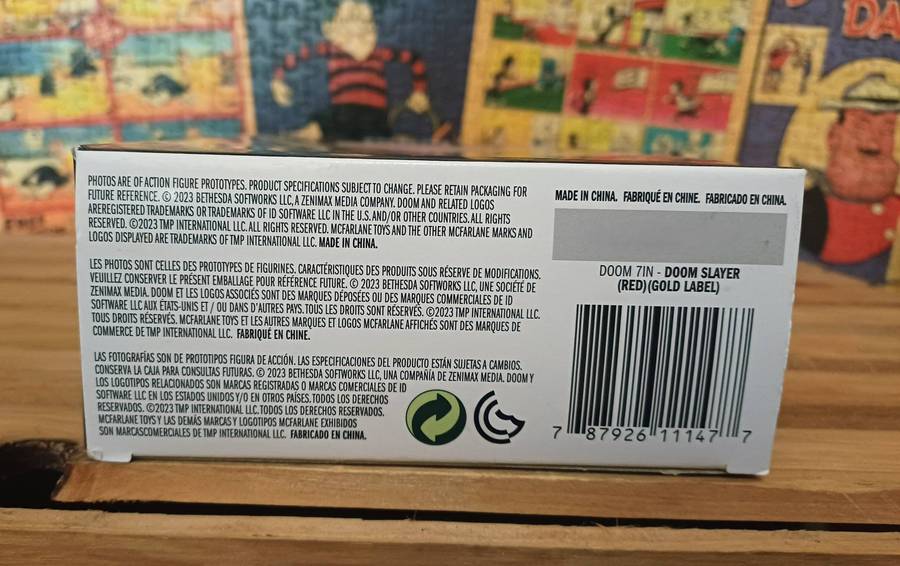 DA
PHOTOS ARE OF ACTION FIGURE PROTOTYPES. PRODUCT SPECIFICATIONS SUBJECT TO CHANGE. PLEASE RETAIN PACKAGING FOR
FUTURE REFERENCE. © 2023 BETHESDA SOFTWORKS LLC, A ZENIMAX MEDIA COMPANY. DOOM AND RELATED LOGOS
AREREGISTERED TRADEMARKS OR TRADEMARKS OF ID SOFTWARE LLC IN THE U.S. AND/OR OTHER COUNTRIES. ALL RIGHTS
RESERVED. ©2023 TMP INTERNATIONAL LLC. ALL RIGHTS RESERVED. MCFARLANE TOYS AND THE OTHER MCFARLANE MARKS AND
LOGOS DISPLAYED ARE TRADEMARKS OF TMP INTERNATIONAL LLC. MADE IN CHINA.
LES PHOTOS SONT CELLES DES PROTOTYPES DE FIGURINES. CARACTÉRISTIQUES DES PRODUITS SOUS RÉSERVE DE MODIFICATIONS.
VEUILLEZ CONSERVER LE PRÉSENT EMBALLAGE POUR RÉFÉRENCE FUTURE. © 2023 BETHESDA SOFTWORKS LLC, UNE SOCIÉTÉ DE
ZENIMAX MEDIA. DOOM ET LES LOGOS ASSOCIÉS SONT DES MARQUES DÉPOSÉES OU DES MARQUES COMMERCIALES DE ID
SOFTWARE LLC AUX ÉTATS-UNIS ET / OU DANS D'AUTRES PAYS. TOUS LES DROITS SONT RÉSERVÉS. ©2023 TMP INTERNATIONAL LLC.
TOUS DROITS RÉSERVÉS. MCFARLANE TOYS ET LES AUTRES MARQUES ET LOGOS MCFARLANE AFFICHÉS SONT DES MARQUES DE
COMMERCE DE TMP INTERNATIONAL LLC. FABRIQUÉ EN CHINE.
LAS FOTOGRAFÍAS SON DE PROTOTIPOS FIGURA DE ACCIÓN. LAS ESPECIFICACIONES DEL PRODUCTO ESTÁN SUJETAS A CAMBIOS.
CONSERVA LA CAJA PARA CONSULTAS FUTURAS. © 2023 BETHESDA SOFTWORKS LLC, UNA COMPAÑÍA DE ZENIMAX MEDIA. DOOM Y
LOS LOGOTIPOS RELACIONADOS SON MARCAS REGISTRADAS O MARCAS COMERCIALES DE ID
SOFTWARE LLC EN LOS ESTADOS UNIDOS Y/O EN OTROS PAÍSES. TODOS LOS DERECHOS
RESERVADOS. ©2023 TMP INTERNATIONAL LLC. TODOS LOS DERECHOS RESERVADOS.
MCFARLANE TOYS Y LAS DEMÁS MARCAS Y LOGOTIPOS MCFARLANE EXHIBIDOS
SON MARCASCOMERCIALES DE TMP INTERNATIONAL LLC. FABRICADO EN CHINA.
MADE IN CHINA. FABRIQUÉ EN CHINE. FABRICADO EN CHINA.
DOOM 7IN - DOOM SLAYER
(RED)(GOLD LABEL)
7 87926 11147 7